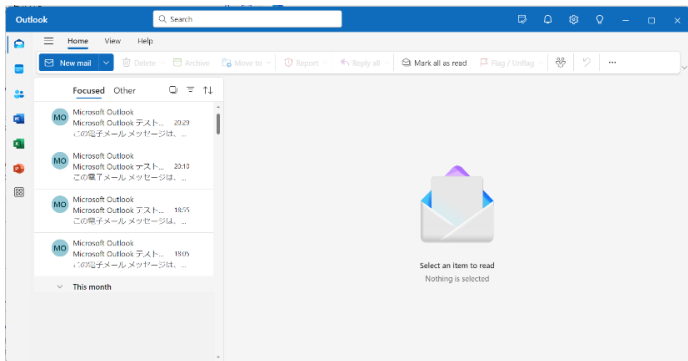 Outlook
Search
Home View Help
New mail Delete Archive Move to Report Reply all Mark all as read Flag / Unflag
Focused Other
MO Microsoft Outlook
Microsoft Outlook テスト... 20:29
この電子メール メッセージは、...
MO Microsoft Outlook
Microsoft Outlook テスト... 20:10
この電子メール メッセージは、...
MO Microsoft Outlook
Microsoft Outlook テスト... 18:55
この電子メール メッセージは、...
MO Microsoft Outlook
Microsoft Outlook テスト... 18:05
この電子メール メッセージは、...
This month
Select an item to read
Nothing is selected